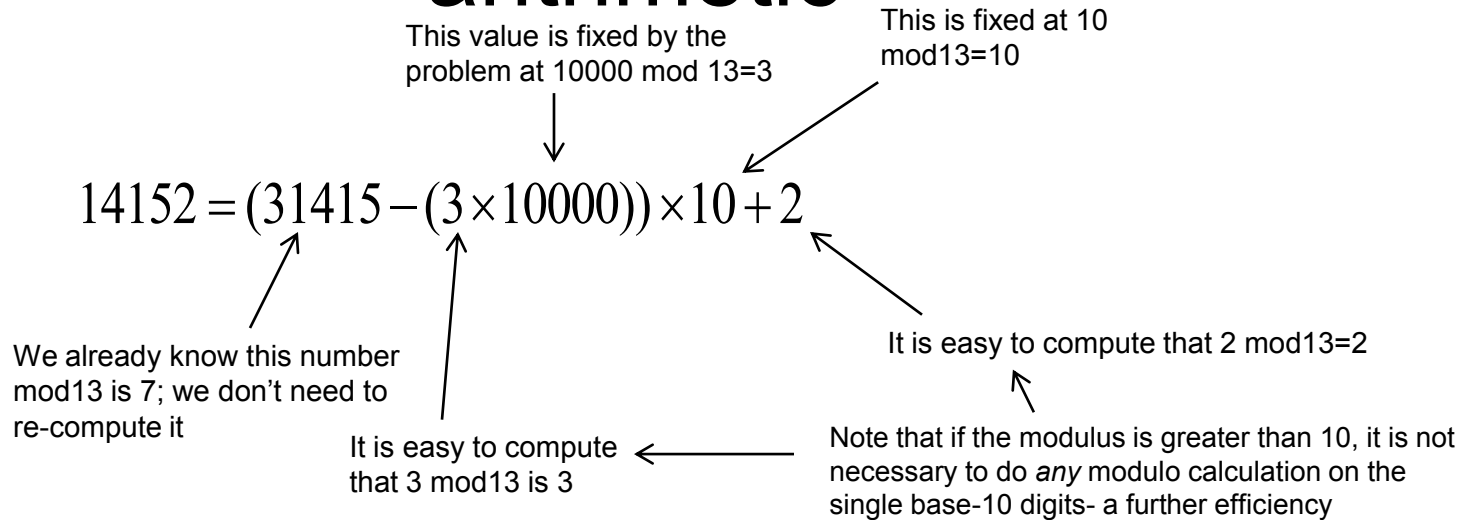 This value is fixed by the
problem at 10000 mod 13=3
This is fixed at 10
mod13=10
14152 = (31415 − (3 × 10000)) × 10 + 2
We already know this number
mod13 is 7; we don’t need to
re-compute it
It is easy to compute
that 3 mod13 is 3
It is easy to compute that 2 mod13=2
Note that if the modulus is greater than 10, it is not
necessary to do any modulo calculation on the
single base-10 digits- a further efficiency